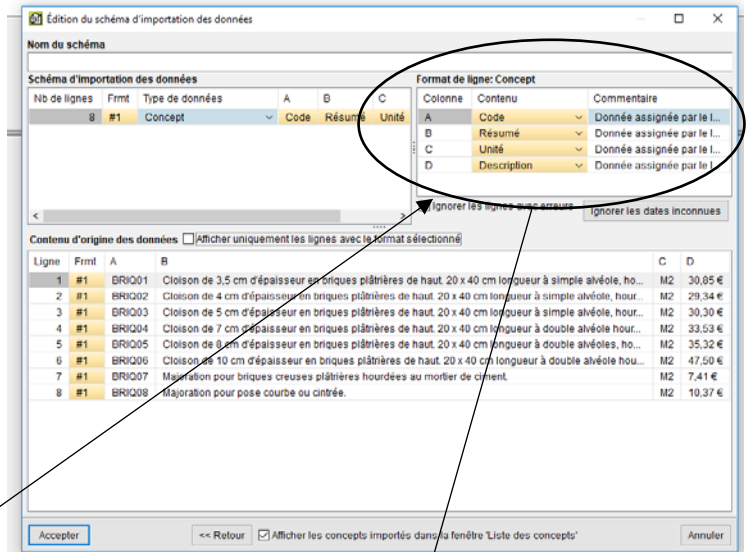 Édition du schéma d'importation des données
Nom du schéma
Schéma d'importation des données
Nb de lignes Frmt Type de données A B C
8 #1 Concept Code Résumé Unité
Format de ligne: Concept
Colonne Contenu Commentaire
A Code Donnée assignée par le l...
B Résumé Donnée assignée par le l...
C Unité Donnée assignée par le l...
D Description Donnée assignée par le l...
Ignorer les lignes avec erreurs Ignorer les dates inconnues
Contenu d'origine des données Afficher uniquement les lignes avec le format sélectionné
Ligne Frmt A B C D
1 #1 BRIQ01 Cloison de 3,5 cm d'épaisseur en briques plâtrières de haut. 20 x 40 cm longueur à simple alvéole, ho... M2 30,85 €
2 #1 BRIQ02 Cloison de 4 cm d'épaisseur en briques plâtrières de haut. 20 x 40 cm longueur à simple alvéole, hour... M2 29,34 €
3 #1 BRIQ03 Cloison de 5 cm d'épaisseur en briques plâtrières de haut. 20 x 40 cm longueur à simple alvéole, hour... M2 30,30 €
4 #1 BRIQ04 Cloison de 7 cm d'épaisseur en briques plâtrières de haut. 20 x 40 cm longueur à double alvéole hour... M2 33,53 €
5 #1 BRIQ05 Cloison de 8 cm d'épaisseur en briques plâtrières de haut. 20 x 40 cm longueur à double alvéoles, ho... M2 35,32 €
6 #1 BRIQ06 Cloison de 10 cm d'épaisseur en briques plâtrières de haut. 20 x 40 cm longueur à double alvéole hou... M2 47,50 €
7 #1 BRIQ07 Majoration pour briques creuses plâtrières hourdées au mortier de ciment. M2 7,41 €
8 #1 BRIQ08 Majoration pour pose courbe ou cintrée. M2 10,37 €
Accepter << Retour Afficher les concepts importés dans la fenêtre 'Liste des concepts' Annuler